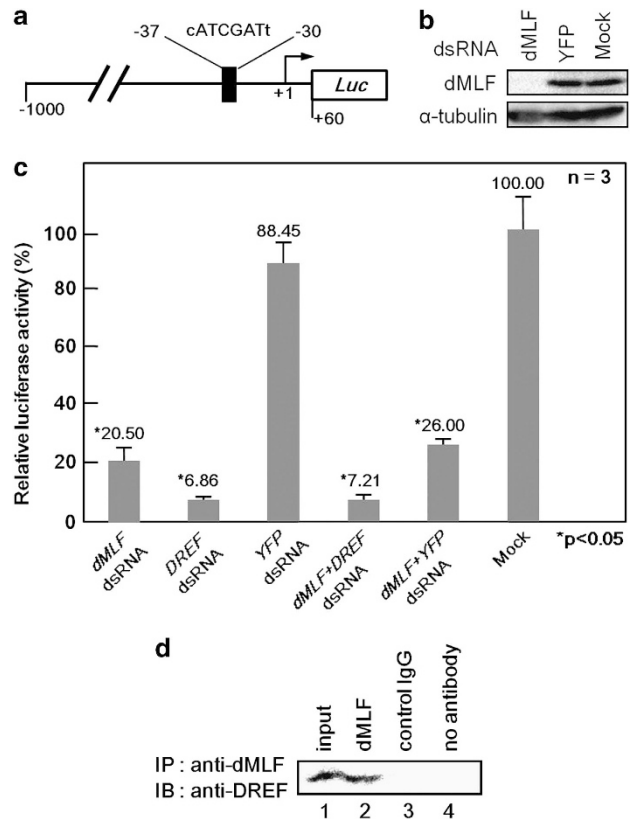 a
cATCGATt
-37
-30
-1000
+1
Luc
+60
b
dsRNA
dMLF
YFP
Mock
dMLF
α-tubulin
c
n = 3
Relative luciferase activity (%)
100
80
60
40
20
0
*20.50
*6.86
88.45
*7.21
*26.00
100.00
dMLF
dsRNA
DREF
dsRNA
YFP
dsRNA
dMLF+DREF
dsRNA
dMLF+YFP
dsRNA
Mock
*p<0.05
d
input
dMLF
control IgG
no antibody
IP : anti-dMLF
IB : anti-DREF
1 2 3 4